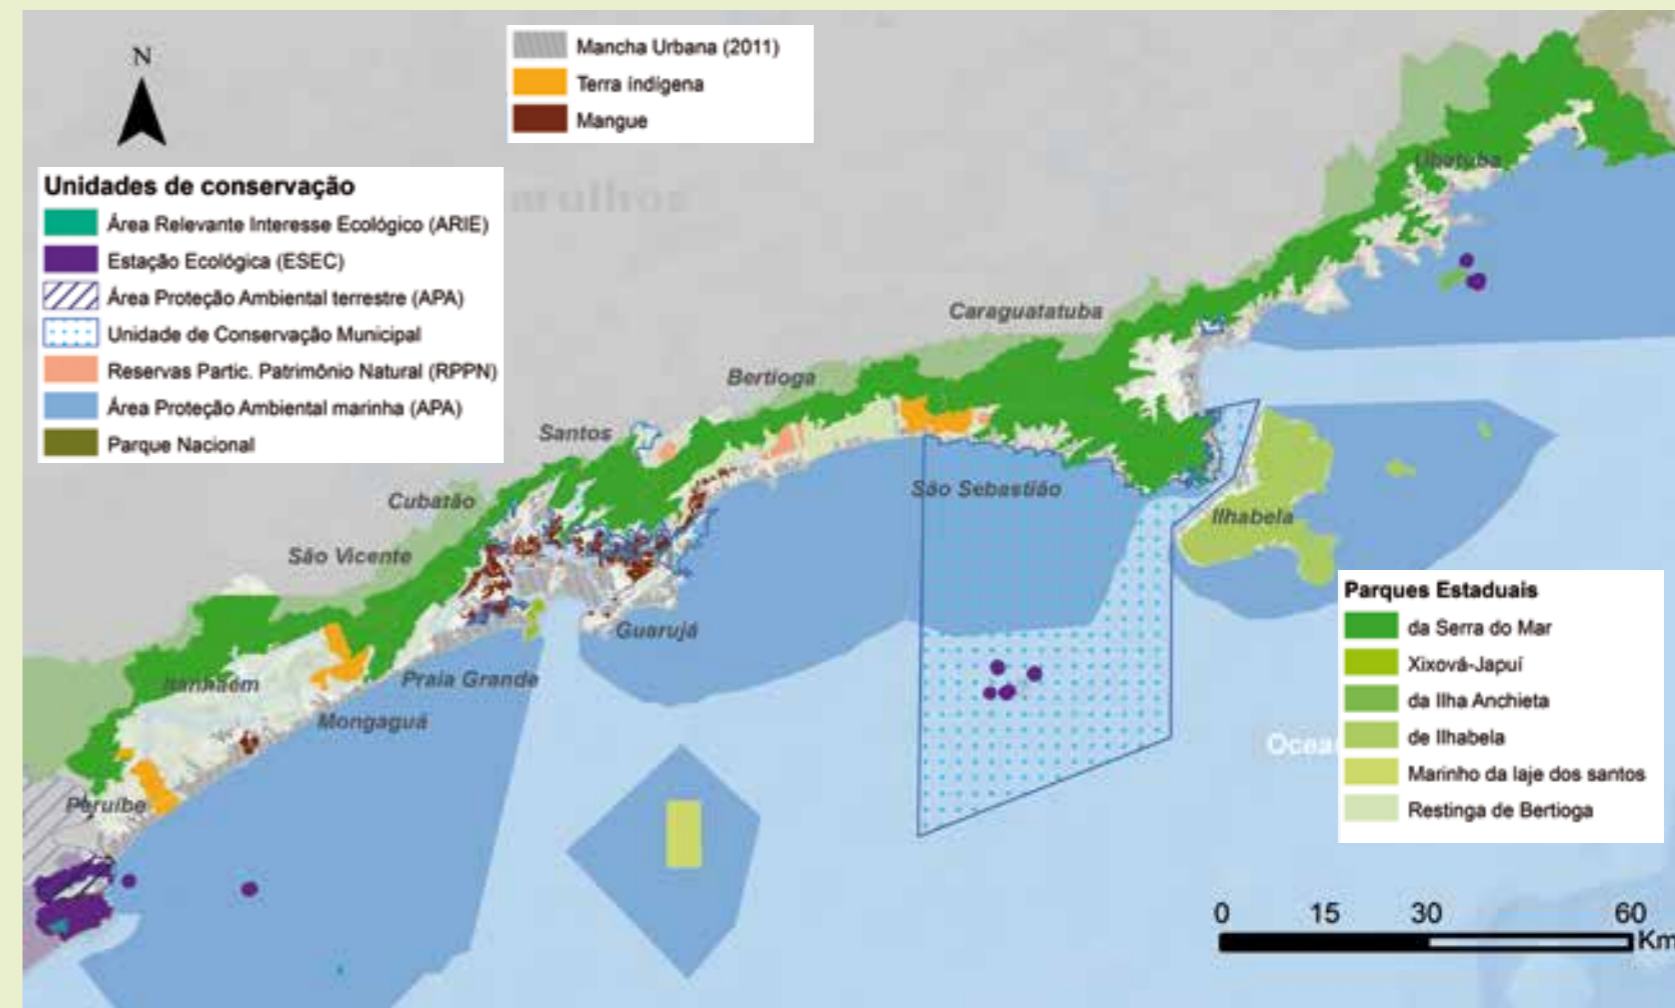 N
Mancha Urbana (2011)
Terra indígena
Mangue
Unidades de conservação
Área Relevante Interesse Ecológico (ARIE)
Estação Ecológica (ESEC)
Área Proteção Ambiental terrestre (APA)
Unidade de Conservação Municipal
Reservas Partic. Patrimônio Natural (RPPN)
Área Proteção Ambiental marinha (APA)
Parque Nacional
Ubatuba
Caraguatatuba
Bertioga
Santos
Cubatão
São Sebastião
Ilhabela
São Vicente
Guarujá
Itanhaém
Praia Grande
Mongaguá
Peruíbe
Parques Estaduais
da Serra do Mar
Xixová-Japuí
da Ilha Anchieta
de Ilhabela
Marinho da laje dos santos
Restinga de Bertioga
0 15 30 60
Km